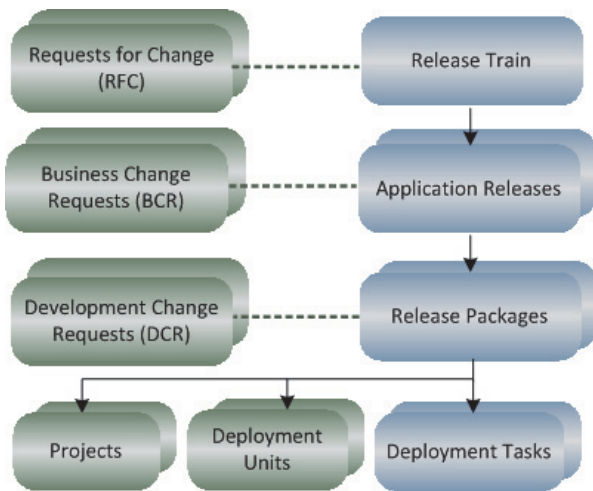 Requests for Change
(RFC)
Release Train
Business Change
Requests (BCR)
Application Releases
Development Change
Requests (DCR)
Release Packages
Projects
Deployment
Units
Deployment Tasks